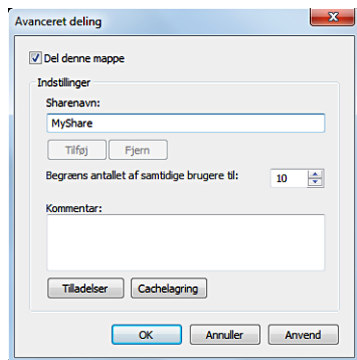 Avanceret deling
Del denne mappe
Indstillinger
Sharenavn:
MyShare
Tilføj Fjern
Begræns antallet af samtidige brugere til: 10
Kommentar:
Tilladelser Cachelagring
OK Annuller Anvend